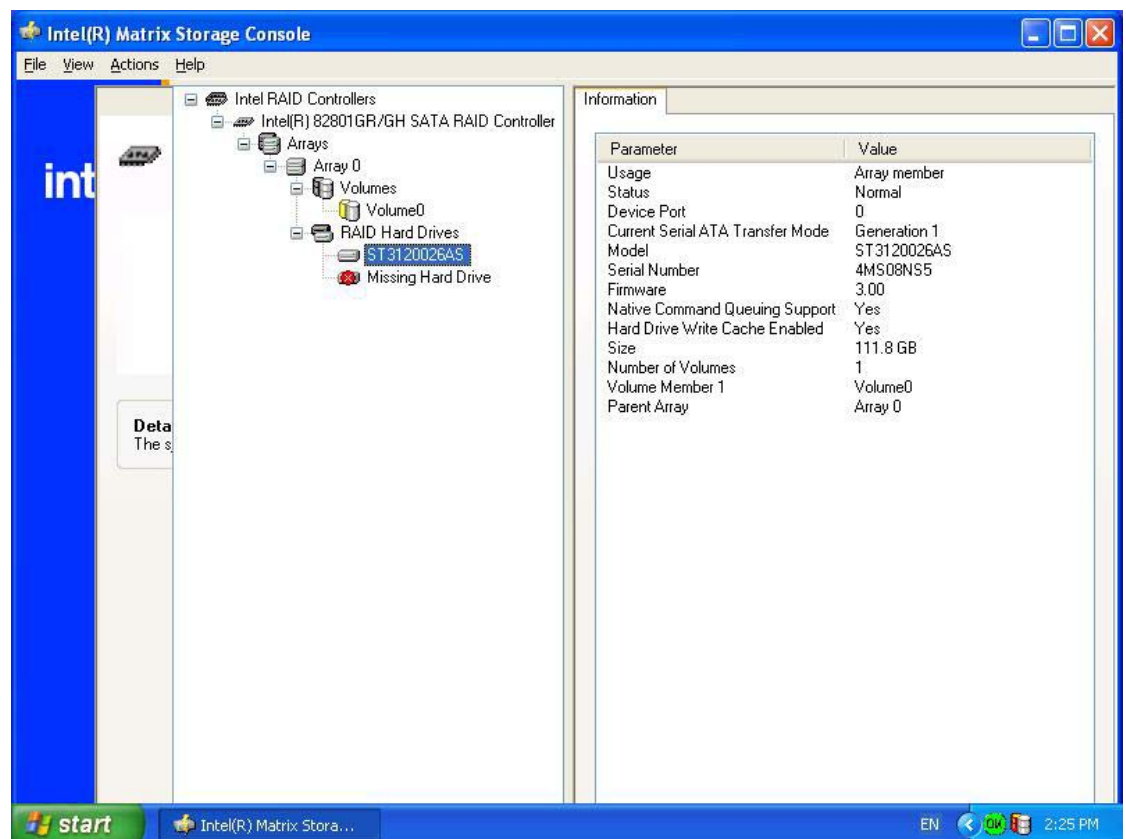 Intel(R) Matrix Storage Console
File View Actions Help
int
Intel RAID Controllers
Intel(R) 82801GR/GH SATA RAID Controller
Arrays
Array 0
Volumes
Volume0
RAID Hard Drives
ST3120026AS
Missing Hard Drive
Deta
The s
Information
Parameter Value
Usage Array member
Status Normal
Device Port 0
Current Serial ATA Transfer Mode Generation 1
Model ST3120026AS
Serial Number 4MS08NS5
Firmware 3.00
Native Command Queuing Support Yes
Hard Drive Write Cache Enabled Yes
Size 111.8 GB
Number of Volumes 1
Volume Member 1 Volume0
Parent Array Array 0
start
Intel(R) Matrix Stora...
EN
OK
2:25 PM